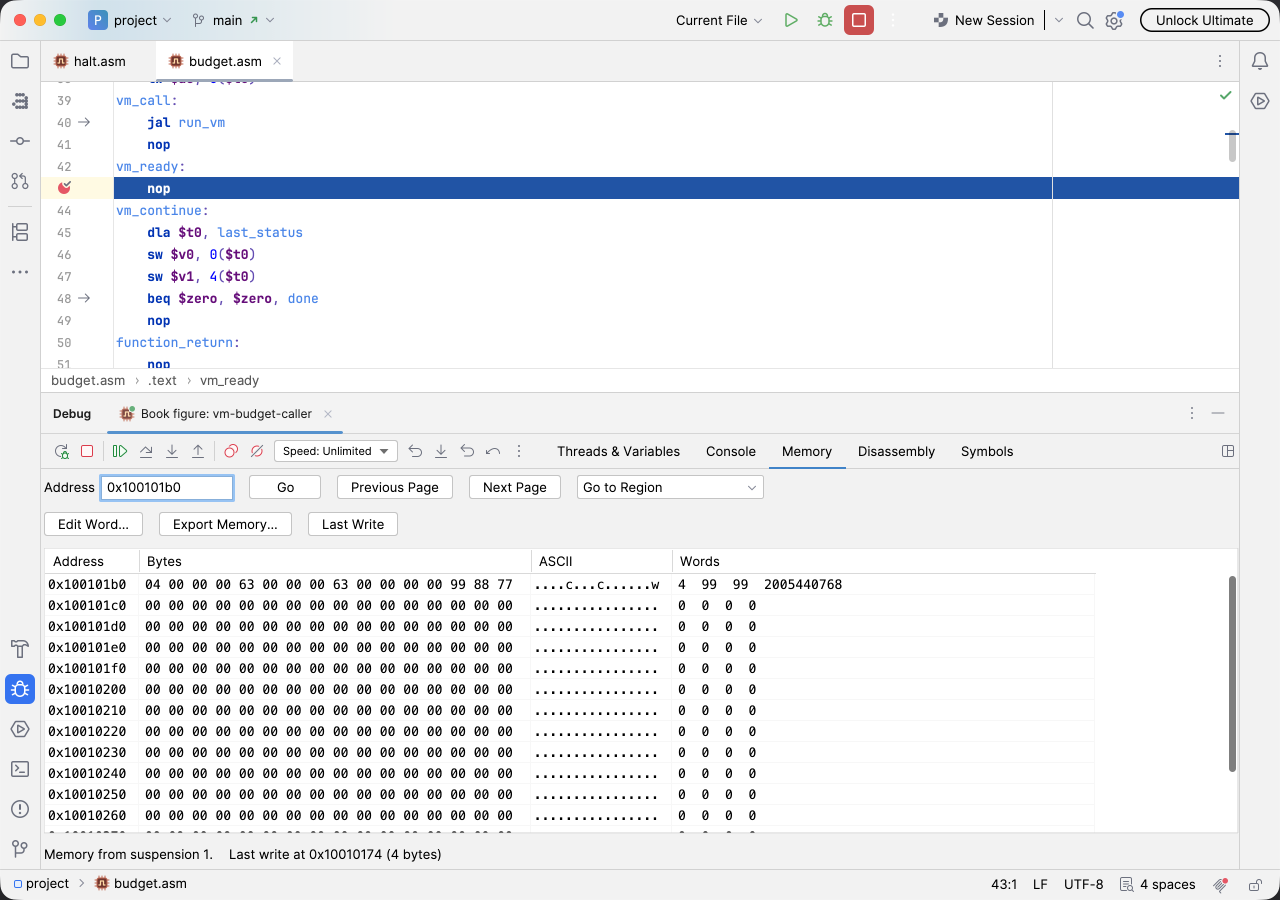 P project main Current File New Session Unlock Ultimate
halt.asm budget.asm
39 vm_call:
40 jal run_vm
41 nop
42 vm_ready:
nop
44 vm_continue:
45 dla $t0, last_status
46 sw $v0, 0($t0)
47 sw $v1, 4($t0)
48 beq $zero, $zero, done
49 nop
50 function_return:
51 nop
budget.asm › .text › vm_ready
Debug Book figure: vm-budget-caller
Speed: Unlimited Threads & Variables Console Memory Disassembly Symbols
Address 0x100101b0 Go Previous Page Next Page Go to Region
Edit Word... Export Memory... Last Write
Address Bytes ASCII Words
0x100101b0 04 00 00 00 63 00 00 00 63 00 00 00 00 99 88 77 ....c...c......w 4 99 99 2005440768
0x100101c0 00 00 00 00 00 00 00 00 00 00 00 00 00 00 00 00 ................ 0 0 0 0
0x100101d0 00 00 00 00 00 00 00 00 00 00 00 00 00 00 00 00 ................ 0 0 0 0
0x100101e0 00 00 00 00 00 00 00 00 00 00 00 00 00 00 00 00 ................ 0 0 0 0
0x100101f0 00 00 00 00 00 00 00 00 00 00 00 00 00 00 00 00 ................ 0 0 0 0
0x10010200 00 00 00 00 00 00 00 00 00 00 00 00 00 00 00 00 ................ 0 0 0 0
0x10010210 00 00 00 00 00 00 00 00 00 00 00 00 00 00 00 00 ................ 0 0 0 0
0x10010220 00 00 00 00 00 00 00 00 00 00 00 00 00 00 00 00 ................ 0 0 0 0
0x10010230 00 00 00 00 00 00 00 00 00 00 00 00 00 00 00 00 ................ 0 0 0 0
0x10010240 00 00 00 00 00 00 00 00 00 00 00 00 00 00 00 00 ................ 0 0 0 0
0x10010250 00 00 00 00 00 00 00 00 00 00 00 00 00 00 00 00 ................ 0 0 0 0
0x10010260 00 00 00 00 00 00 00 00 00 00 00 00 00 00 00 00 ................ 0 0 0 0
Memory from suspension 1. Last write at 0x10010174 (4 bytes)
project › budget.asm 43:1 LF UTF-8 4 spaces